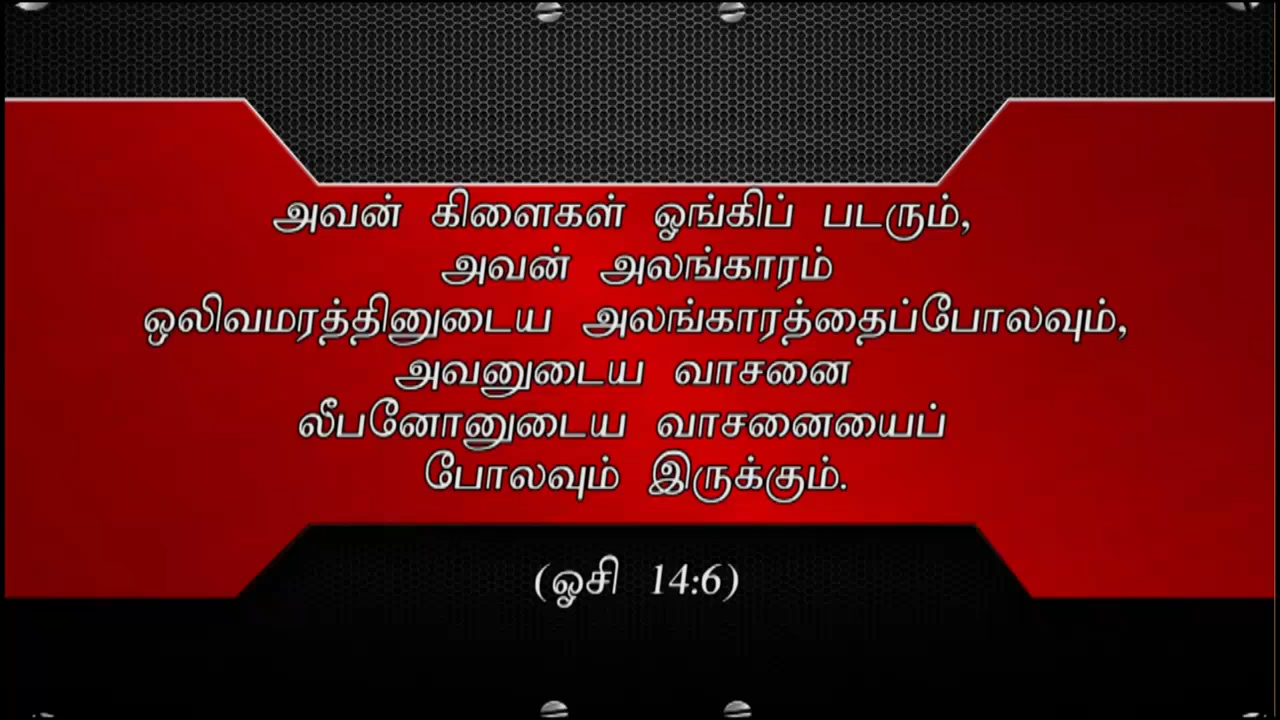 அவன் கிளைகள் ஓங்கிப் படரும்,
அவன் அலங்காரம்
ஒலிவமரத்தினுடைய அலங்காரத்தைப்போலவும்,
அவனுடைய வாசனை
லீபனோனுடைய வாசனையைப்
போலவும் இருக்கும்.
(ஓசி 14:6)